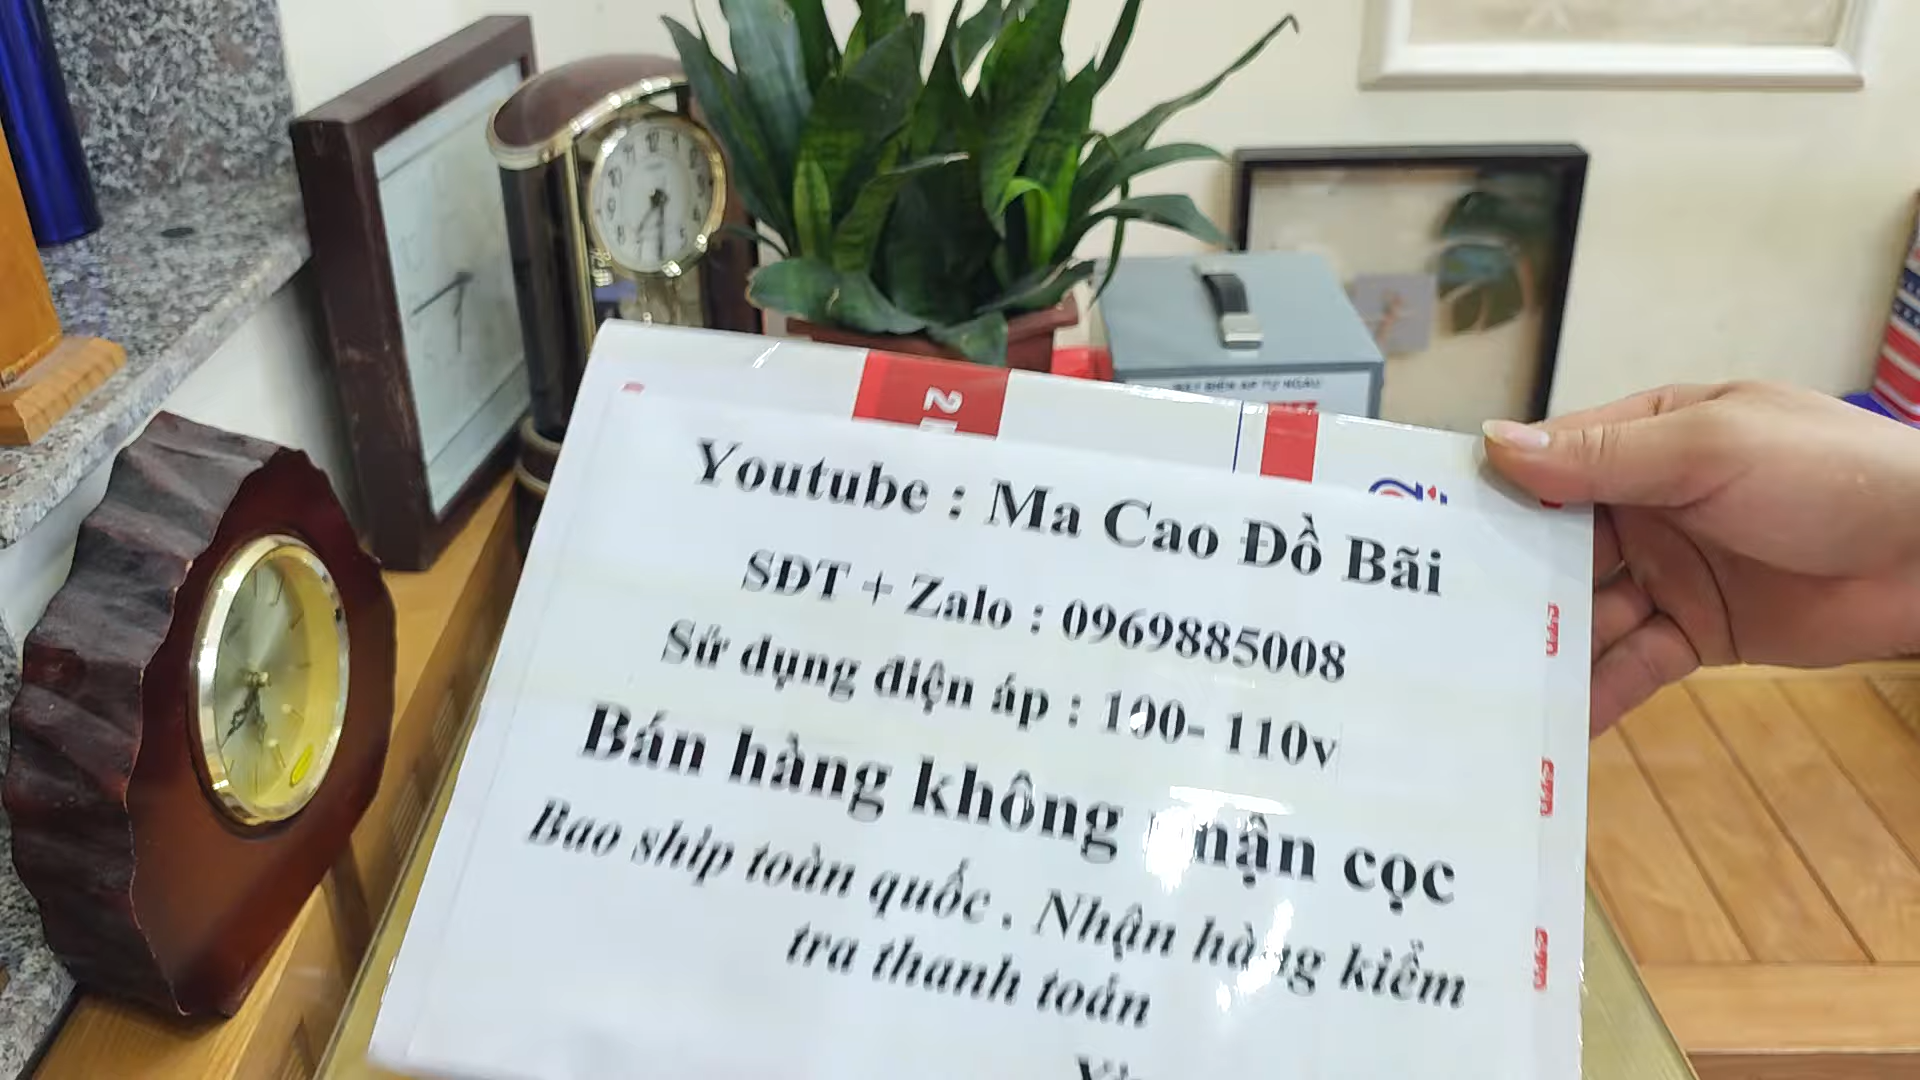 Youtube : Ma Cao Đồ Bãi
SĐT + Zalo : 0969885008
Sử dụng điện áp : 100- 110v
Bán hàng không nhận cọc
Bao ship toàn quốc . Nhận hàng kiểm
tra thanh toán